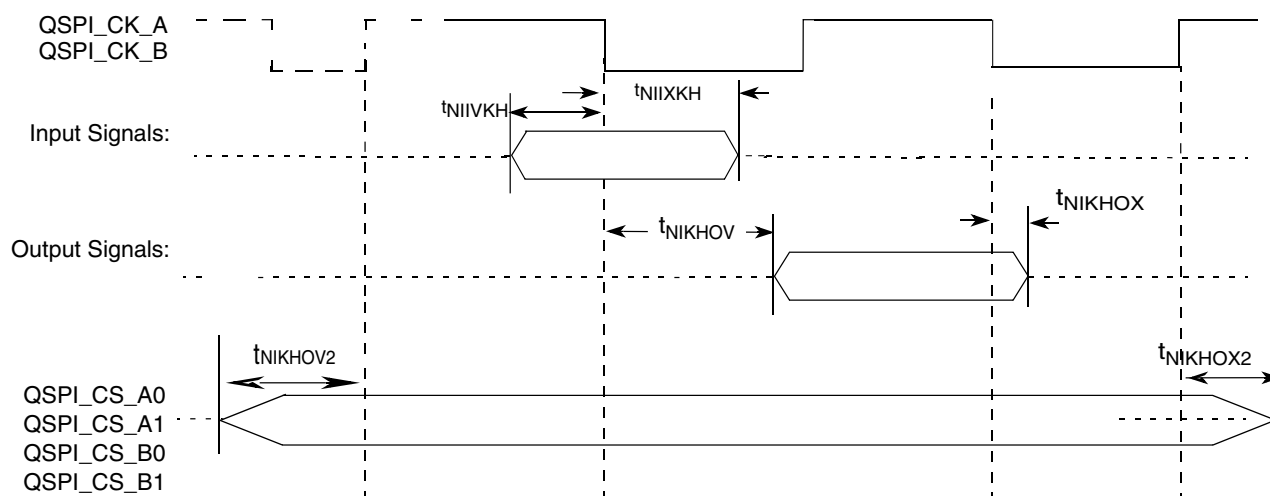 QSPI_CK_A
QSPI_CK_B
tNIIVKH
tNIIXKH
Input Signals:
tNIKHOX
tNIKHOV
Output Signals:
tNIKHOV2
tNIKHOX2
QSPI_CS_A0
QSPI_CS_A1
QSPI_CS_B0
QSPI_CS_B1